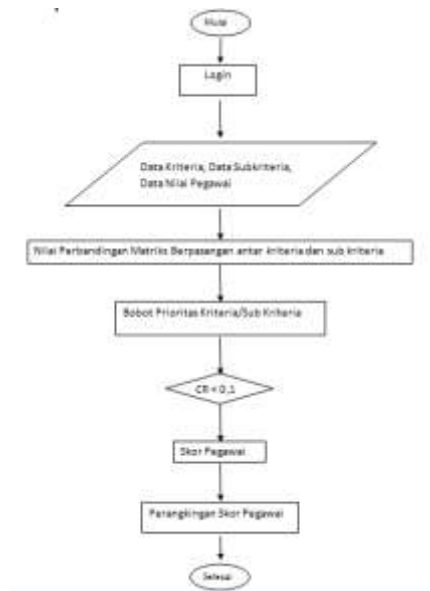 Mulai
Login
Data Kriteria, Data Subkriteria,
Data Nilai Pegawai
Nilai Perbandingan Matriks Berpasangan antar kriteria dan sub kriteria
Bobot Prioritas Kriteria/Sub Kriteria
CR < 0,1
Skor Pegawai
Perangkingan Skor Pegawai
Selesai